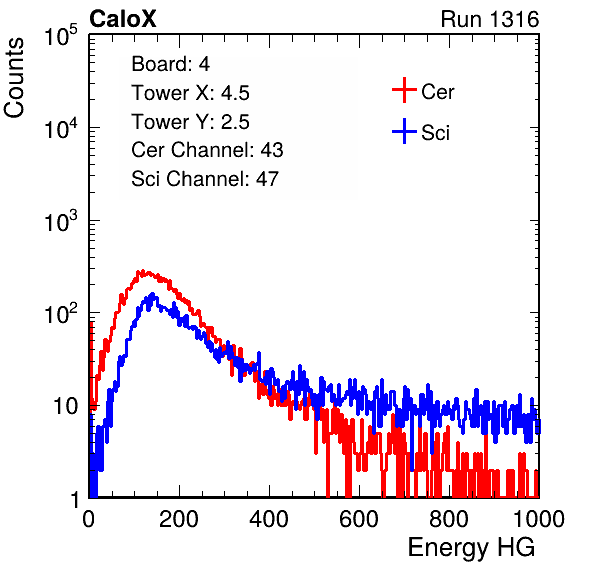 CaloX Run 1316
Counts
10^5
10^4
10^3
10^2
10
1
Board: 4
Tower X: 4.5
Tower Y: 2.5
Cer Channel: 43
Sci Channel: 47
Cer
Sci
0 200 400 600 800 1000
Energy HG